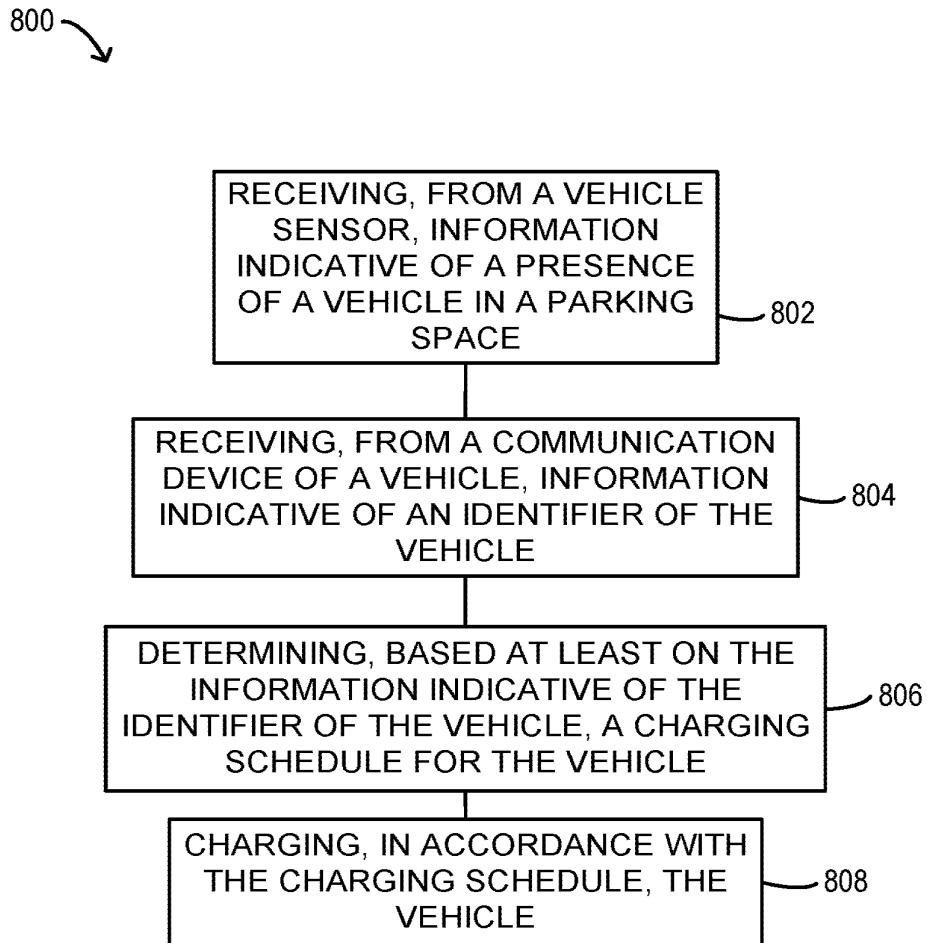 800
RECEIVING, FROM A VEHICLE
SENSOR, INFORMATION
INDICATIVE OF A PRESENCE
OF A VEHICLE IN A PARKING
SPACE
802
RECEIVING, FROM A COMMUNICATION
DEVICE OF A VEHICLE, INFORMATION
INDICATIVE OF AN IDENTIFIER OF THE
VEHICLE
804
DETERMINING, BASED AT LEAST ON THE
INFORMATION INDICATIVE OF THE
IDENTIFIER OF THE VEHICLE, A CHARGING
SCHEDULE FOR THE VEHICLE
806
CHARGING, IN ACCORDANCE WITH
THE CHARGING SCHEDULE, THE
VEHICLE
808